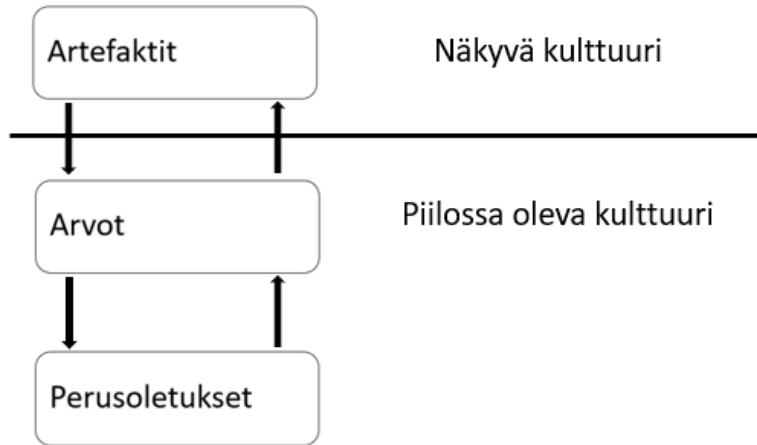 Artefaktit
Näkyvä kulttuuri
Arvot
Piilossa oleva kulttuuri
Perusoletukset